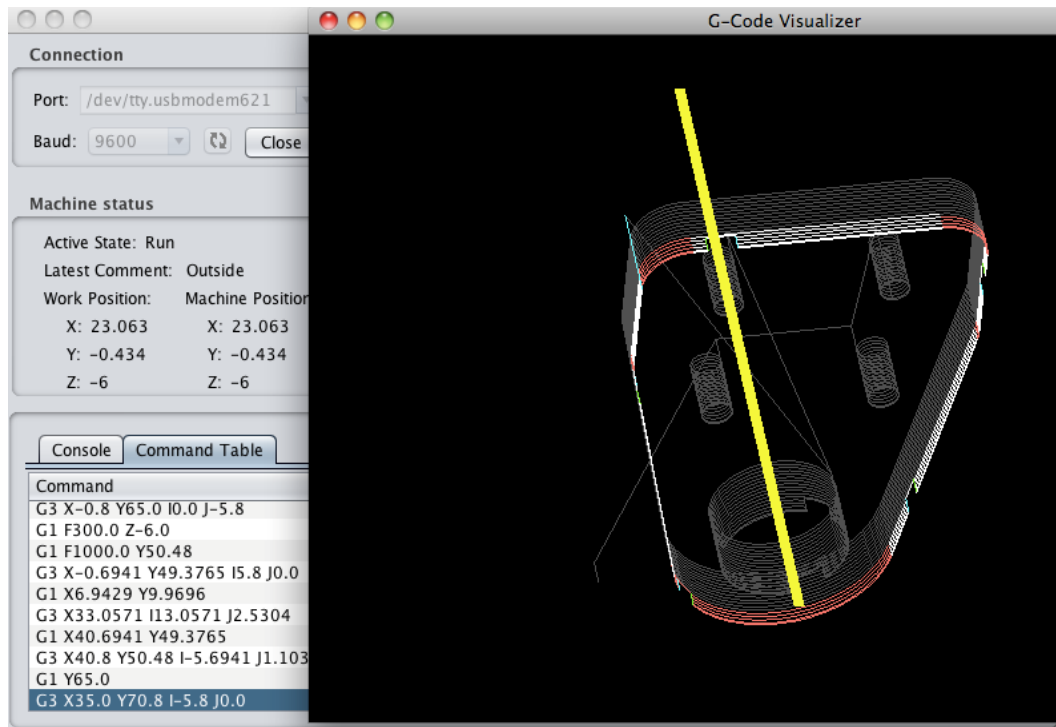 G-Code Visualizer
Connection
Port: /dev/tty.usbmodem621
Baud: 9600 Close
Machine status
Active State: Run
Latest Comment: Outside
Work Position: Machine Position
X: 23.063 X: 23.063
Y: -0.434 Y: -0.434
Z: -6 Z: -6
Console Command Table
Command
G3 X-0.8 Y65.0 I0.0 J-5.8
G1 F300.0 Z-6.0
G1 F1000.0 Y50.48
G3 X-0.6941 Y49.3765 I5.8 J0.0
G1 X6.9429 Y9.9696
G3 X33.0571 I13.0571 J2.5304
G1 X40.6941 Y49.3765
G3 X40.8 Y50.48 I-5.6941 J1.103
G1 Y65.0
G3 X35.0 Y70.8 I-5.8 J0.0